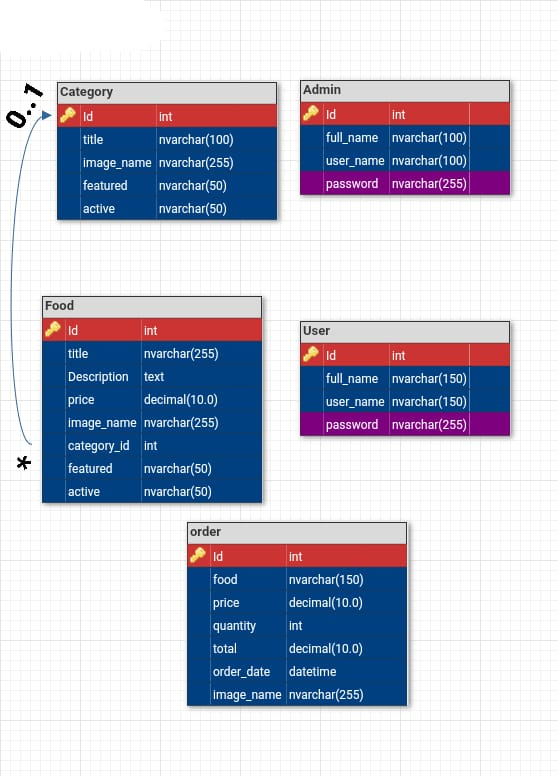 0..1
Category
Id int
title nvarchar(100)
image_name nvarchar(255)
featured nvarchar(50)
active nvarchar(50)
Admin
Id int
full_name nvarchar(100)
user_name nvarchar(100)
password nvarchar(255)
Food
Id int
title nvarchar(255)
Description text
price decimal(10.0)
image_name nvarchar(255)
category_id int
featured nvarchar(50)
active nvarchar(50)
*
User
Id int
full_name nvarchar(150)
user_name nvarchar(150)
password nvarchar(255)
order
Id int
food nvarchar(150)
price decimal(10.0)
quantity int
total decimal(10.0)
order_date datetime
image_name nvarchar(255)